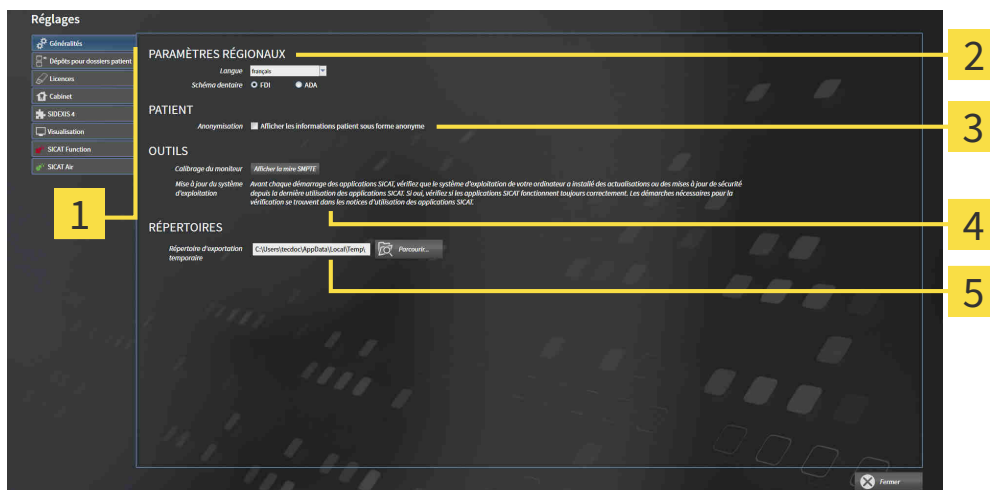 Réglages
Généralités
Dépôts pour dossiers patient
Licences
Cabinet
SIDEXIS 4
Visualisation
SICAT Function
SICAT Air
PARAMÈTRES RÉGIONAUX
Langue français
Schéma dentaire FDI ADA
PATIENT
Anonymisation Afficher les informations patient sous forme anonyme
OUTILS
Calibrage du moniteur Afficher la mire SMPTE
Mise à jour du système d'exploitation
Avant chaque démarrage des applications SICAT, vérifiez que le système d'exploitation de votre ordinateur a installé des actualisations ou des mises à jour de sécurité
depuis la dernière utilisation des applications SICAT. Si oui, vérifiez si les applications SICAT fonctionnent toujours correctement. Les démarches nécessaires pour la
vérification se trouvent dans les notices d'utilisation des applications SICAT.
RÉPERTOIRES
Répertoire d'exportation temporaire
C:\Users\tecdoc\AppData\Local\Temp\ Parcourir...
Fermer
1
2
3
4
5